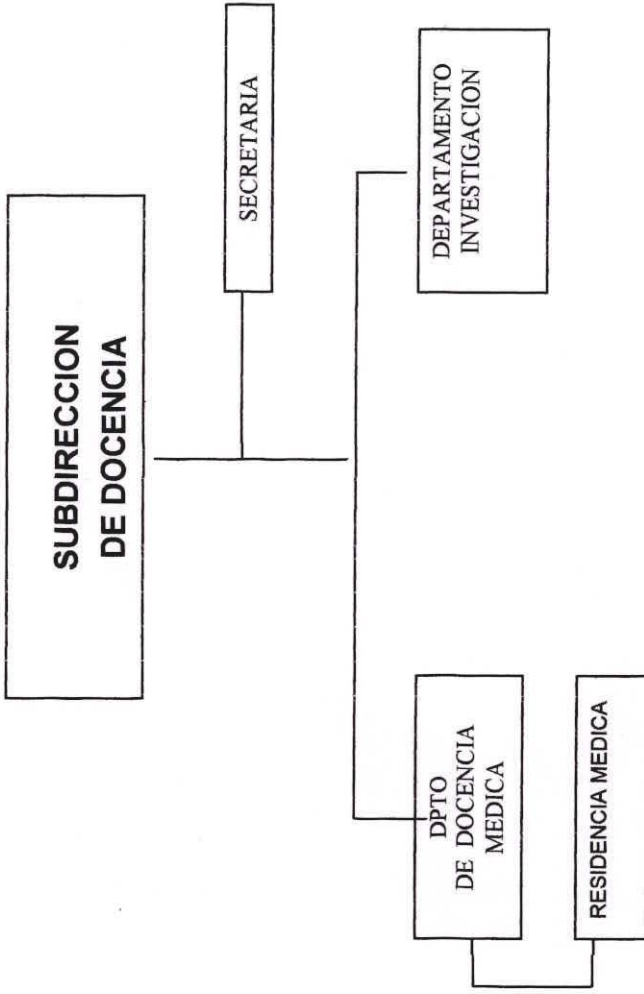 SUBDIRECCION
DE DOCENCIA
SECRETARIA
DPTO
DE DOCENCIA
MEDICA
DEPARTAMENTO
INVESTIGACION
RESIDENCIA MEDICA